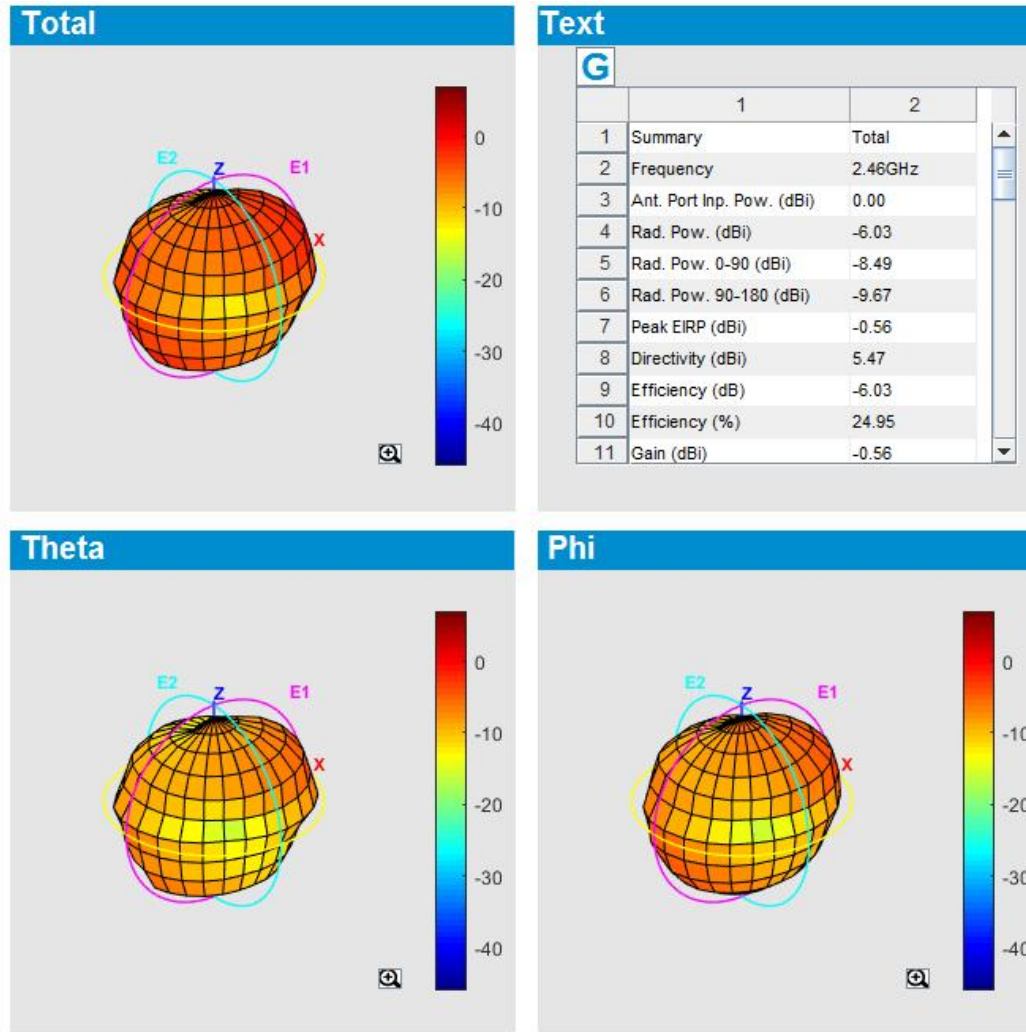 Total
E2
Z
E1
X
0
-10
-20
-30
-40
Text
G
1 2
1 Summary Total
2 Frequency 2.46GHz
3 Ant. Port Inp. Pow. (dBi) 0.00
4 Rad. Pow. (dBi) -6.03
5 Rad. Pow. 0-90 (dBi) -8.49
6 Rad. Pow. 90-180 (dBi) -9.67
7 Peak EIRP (dBi) -0.56
8 Directivity (dBi) 5.47
9 Efficiency (dB) -6.03
10 Efficiency (%) 24.95
11 Gain (dBi) -0.56
Theta
E2
Z
E1
X
0
-10
-20
-30
-40
Phi
E2
Z
E1
X
0
-10
-20
-30
-40